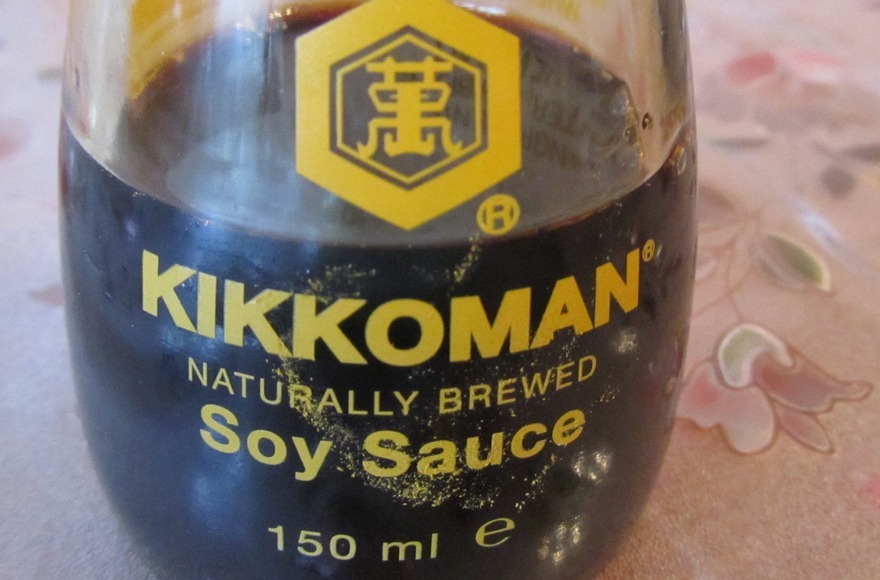 萬
®
KIKKOMAN®
NATURALLY BREWED
Soy Sauce
150 ml ℮